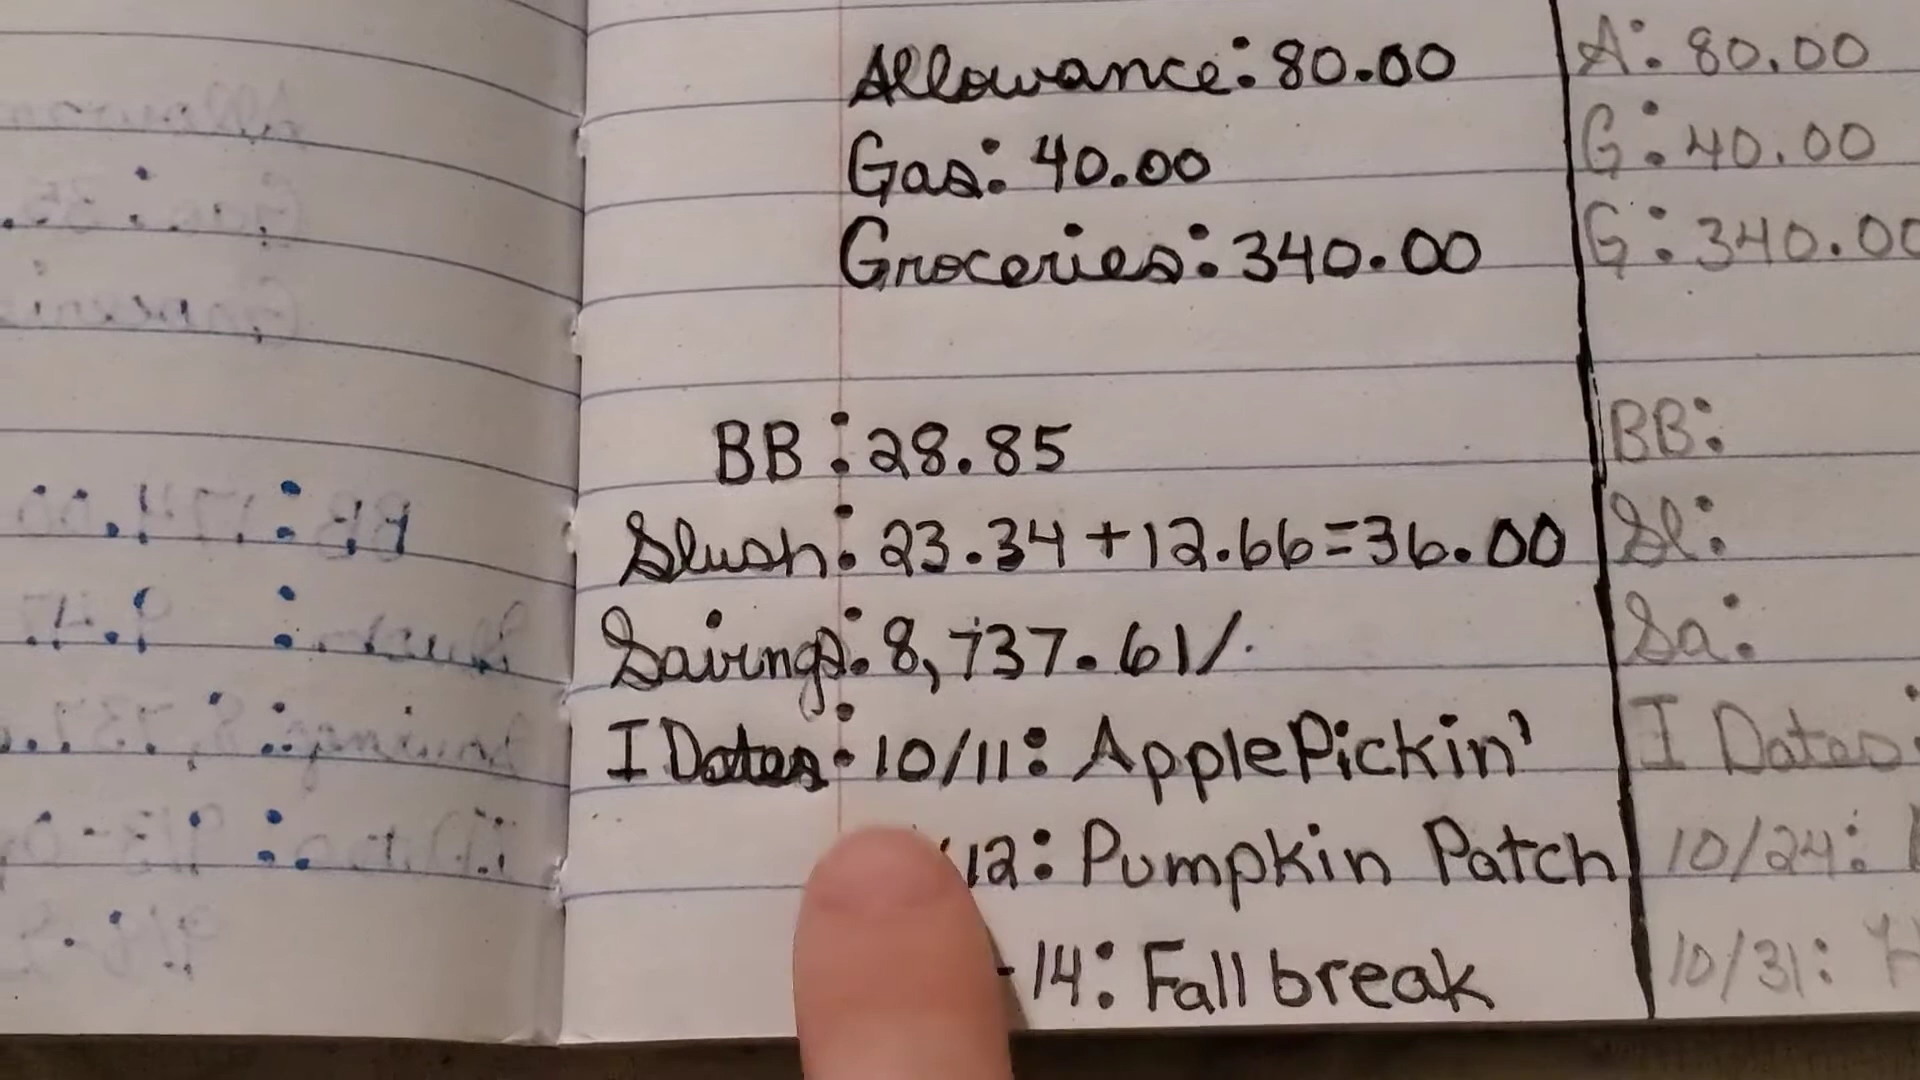 Allowance: 80.00
Gas: 40.00
Groceries: 340.00
BB: 28.85
Slush: 23.34 + 12.66 = 36.00
Savings: 8,737.61/.
I Dates: 10/11: Apple Pickin'
/12: Pumpkin Patch
-14: Fall break
A: 80.00
G: 40.00
G: 340.00
BB:
Sl:
Sa:
I Dates:
10/24:
10/31: